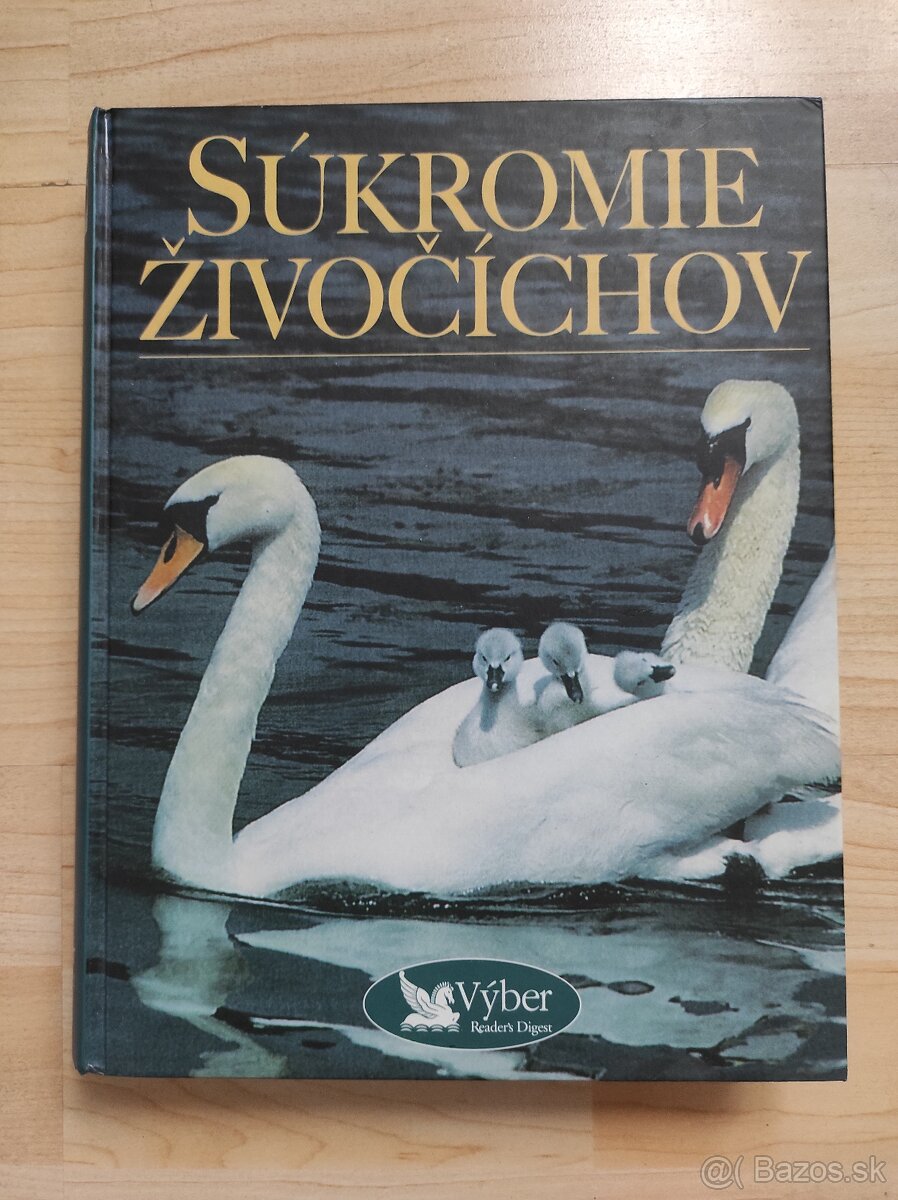 SÚKROMIE
ŽIVOČÍCHOV
Výber
Reader's Digest
@( Bazos.sk